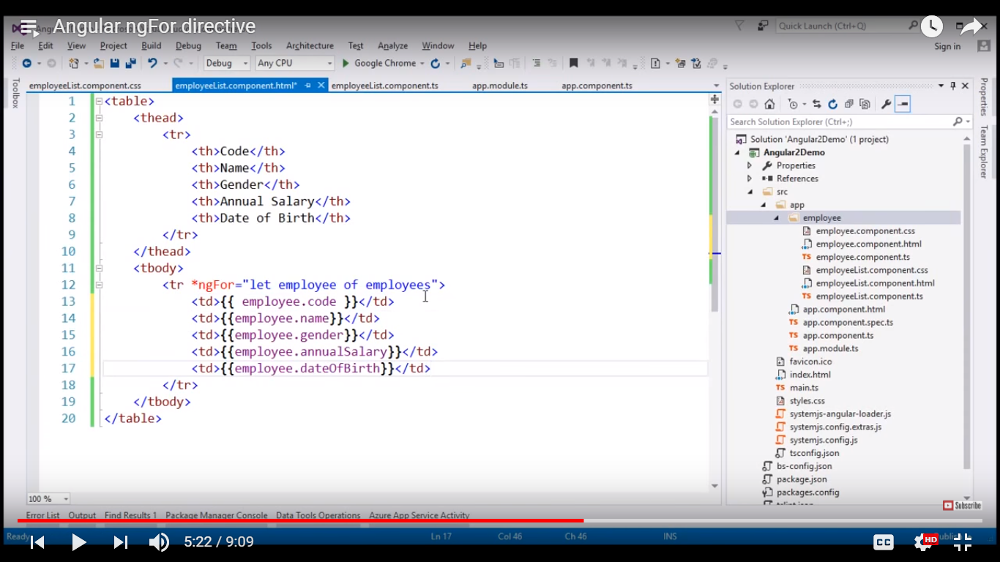 Angular ngFor directive
Quick Launch (Ctrl+Q)
File Edit View Project Build Debug Team Tools Architecture Test Analyze Window Help
Sign in
Debug Any CPU Google Chrome
Toolbox
employeeList.component.css employeeList.component.html* employeeList.component.ts app.module.ts app.component.ts
1 <table>
2 <thead>
3 <tr>
4 <th>Code</th>
5 <th>Name</th>
6 <th>Gender</th>
7 <th>Annual Salary</th>
8 <th>Date of Birth</th>
9 </tr>
10 </thead>
11 <tbody>
12 <tr *ngFor="let employee of employees">
13 <td>{{ employee.code }}</td>
14 <td>{{employee.name}}</td>
15 <td>{{employee.gender}}</td>
16 <td>{{employee.annualSalary}}</td>
17 <td>{{employee.dateOfBirth}}</td>
18 </tr>
19 </tbody>
20 </table>
100 %
Solution Explorer
Search Solution Explorer (Ctrl+;)
Solution 'Angular2Demo' (1 project)
Angular2Demo
Properties
References
src
app
employee
employee.component.css
employee.component.html
TS employee.component.ts
employeeList.component.css
employeeList.component.html
TS employeeList.component.ts
app.component.html
TS app.component.spec.ts
TS app.component.ts
TS app.module.ts
favicon.ico
index.html
TS main.ts
styles.css
systemjs-angular-loader.js
systemjs.config.extras.js
systemjs.config.js
tsconfig.json
bs-config.json
package.json
packages.config
Properties
Team Explorer
Subscribe
Error List Output Find Results 1 Package Manager Console Data Tools Operations Azure App Service Activity
Ready Ln 17 Col 46 Ch 46 INS
5:22 / 9:09
CC HD